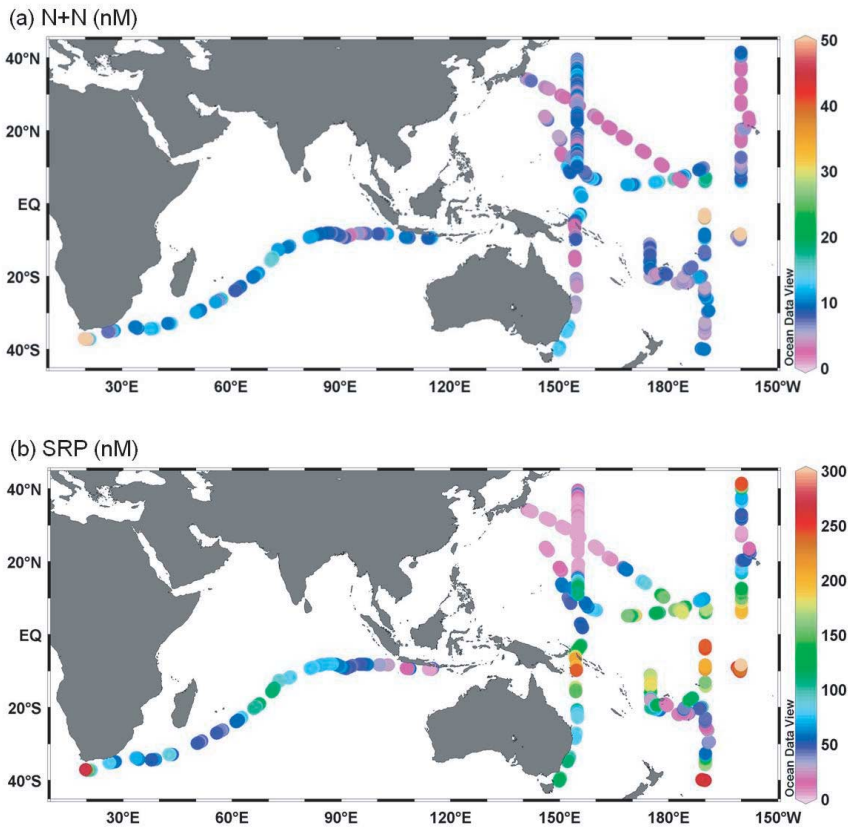 (a) N+N (nM)
40°N
20°N
EQ
20°S
40°S
30°E
60°E
90°E
120°E
150°E
180°E
150°W
50
40
30
20
10
0
Ocean Data View
(b) SRP (nM)
40°N
20°N
EQ
20°S
40°S
30°E
60°E
90°E
120°E
150°E
180°E
150°W
300
250
200
150
100
50
0
Ocean Data View